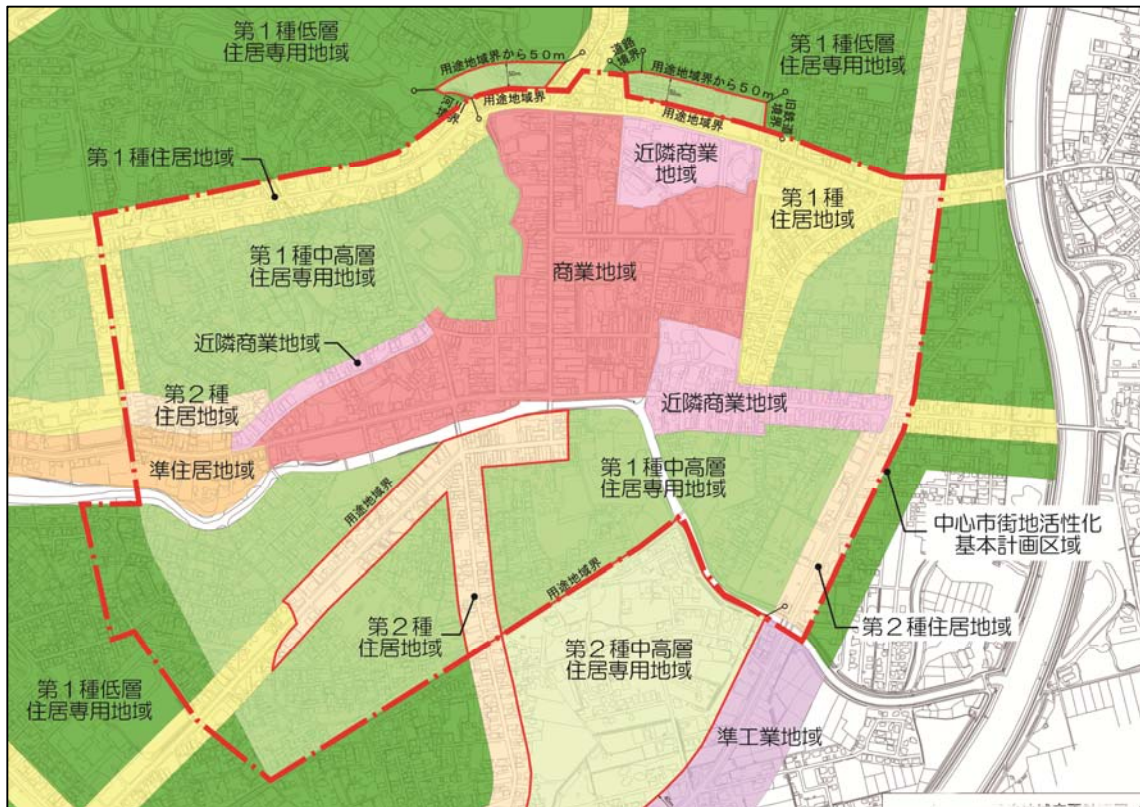 第1種低層
住居専用地域
用途地域界から50m
道路
境界
用途地域界から50m
第1種低層
住居専用地域
50m
50m
河川
境界
用途地域界
用途地域界
旧鉄道
境界
第1種住居地域
近隣商業
地域
第1種
住居地域
第1種中高層
住居専用地域
商業地域
近隣商業地域
第2種
住居地域
近隣商業地域
準住居地域
第1種中高層
住居専用地域
用途地域界
中心市街地活性化
基本計画区域
用途地域界
第2種
住居地域
第2種住居地域
第2種中高層
住居専用地域
第1種低層
住居専用地域
準工業地域